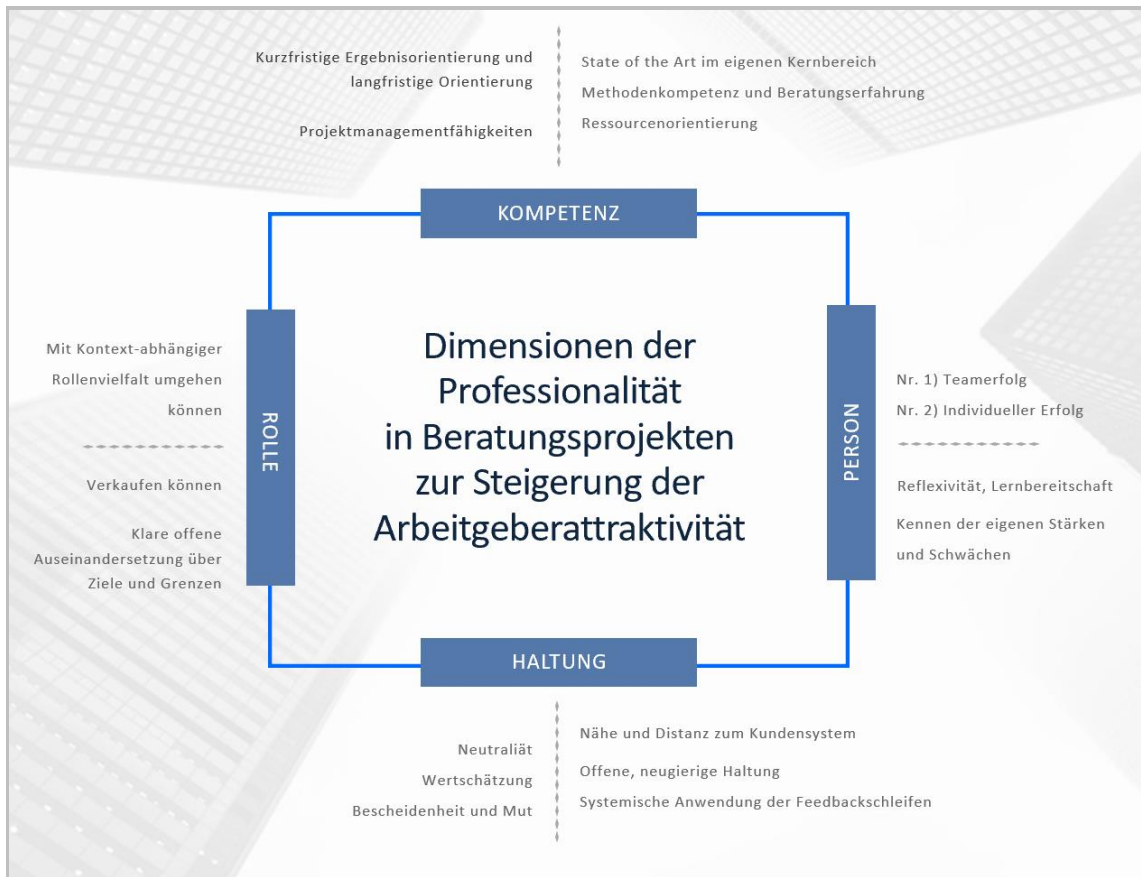 Kurzfristige Ergebnisorientierung und
langfristige Orientierung
Projektmanagementfähigkeiten
State of the Art im eigenen Kernbereich
Methodenkompetenz und Beratungserfahrung
Ressourcenorientierung
KOMPETENZ
Mit Kontext-abhängiger
Rollenvielfalt umgehen
können
Verkaufen können
Klare offene
Auseinandersetzung über
Ziele und Grenzen
ROLLE
Dimensionen der
Professionalität
in Beratungsprojekten
zur Steigerung der
Arbeitgeberattraktivität
PERSON
Nr. 1) Teamerfolg
Nr. 2) Individueller Erfolg
Reflexivität, Lernbereitschaft
Kennen der eigenen Stärken
und Schwächen
HALTUNG
Neutraliät
Wertschätzung
Bescheidenheit und Mut
Nähe und Distanz zum Kundensystem
Offene, neugierige Haltung
Systemische Anwendung der Feedbackschleifen